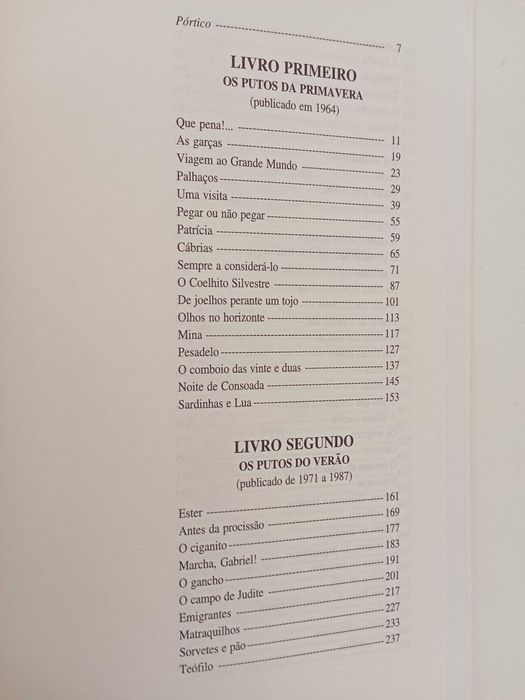 Pórtico ---- 7
LIVRO PRIMEIRO
OS PUTOS DA PRIMAVERA
(publicado em 1964)
Que pena!... ---- 11
As garças ---- 19
Viagem ao Grande Mundo ---- 23
Palhaços ---- 29
Uma visita ---- 39
Pegar ou não pegar ---- 55
Patrícia ---- 59
Cábrias ---- 65
Sempre a considerá-lo ---- 71
O Coelhito Silvestre ---- 87
De joelhos perante um tojo ---- 101
Olhos no horizonte ---- 113
Mina ---- 117
Pesadelo ---- 127
O comboio das vinte e duas ---- 137
Noite de Consoada ---- 145
Sardinhas e Lua ---- 153
LIVRO SEGUNDO
OS PUTOS DO VERÃO
(publicado de 1971 a 1987)
Ester ---- 161
Antes da procissão ---- 169
O ciganito ---- 177
Marcha, Gabriel! ---- 183
O gancho ---- 191
O campo de Judite ---- 201
Emigrantes ---- 217
Matraquilhos ---- 227
Sorvetes e pão ---- 233
Teófilo ---- 237